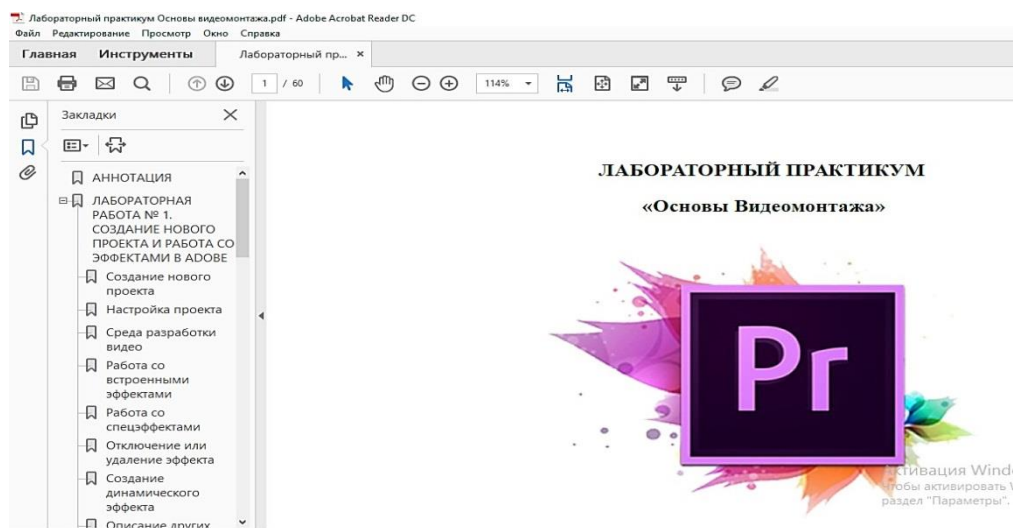 Лабораторный практикум Основы видеомонтажа.pdf - Adobe Acrobat Reader DC
Файл Редактирование Просмотр Окно Справка
Главная Инструменты Лабораторный пр... ×
1 / 60 114%
Закладки
АННОТАЦИЯ
ЛАБОРАТОРНАЯ
РАБОТА № 1.
СОЗДАНИЕ НОВОГО
ПРОЕКТА И РАБОТА СО
ЭФФЕКТАМИ В ADOBE
Создание нового
проекта
Настройка проекта
Среда разработки
видео
Работа со
встроенными
эффектами
Работа со
спецэффектами
Отключение или
удаление эффекта
Создание
динамического
эффекта
Описание других
ЛАБОРАТОРНЫЙ ПРАКТИКУМ
«Основы Видеомонтажа»
Pr
Активация Windo
Чтобы активировать W
раздел "Параметры".